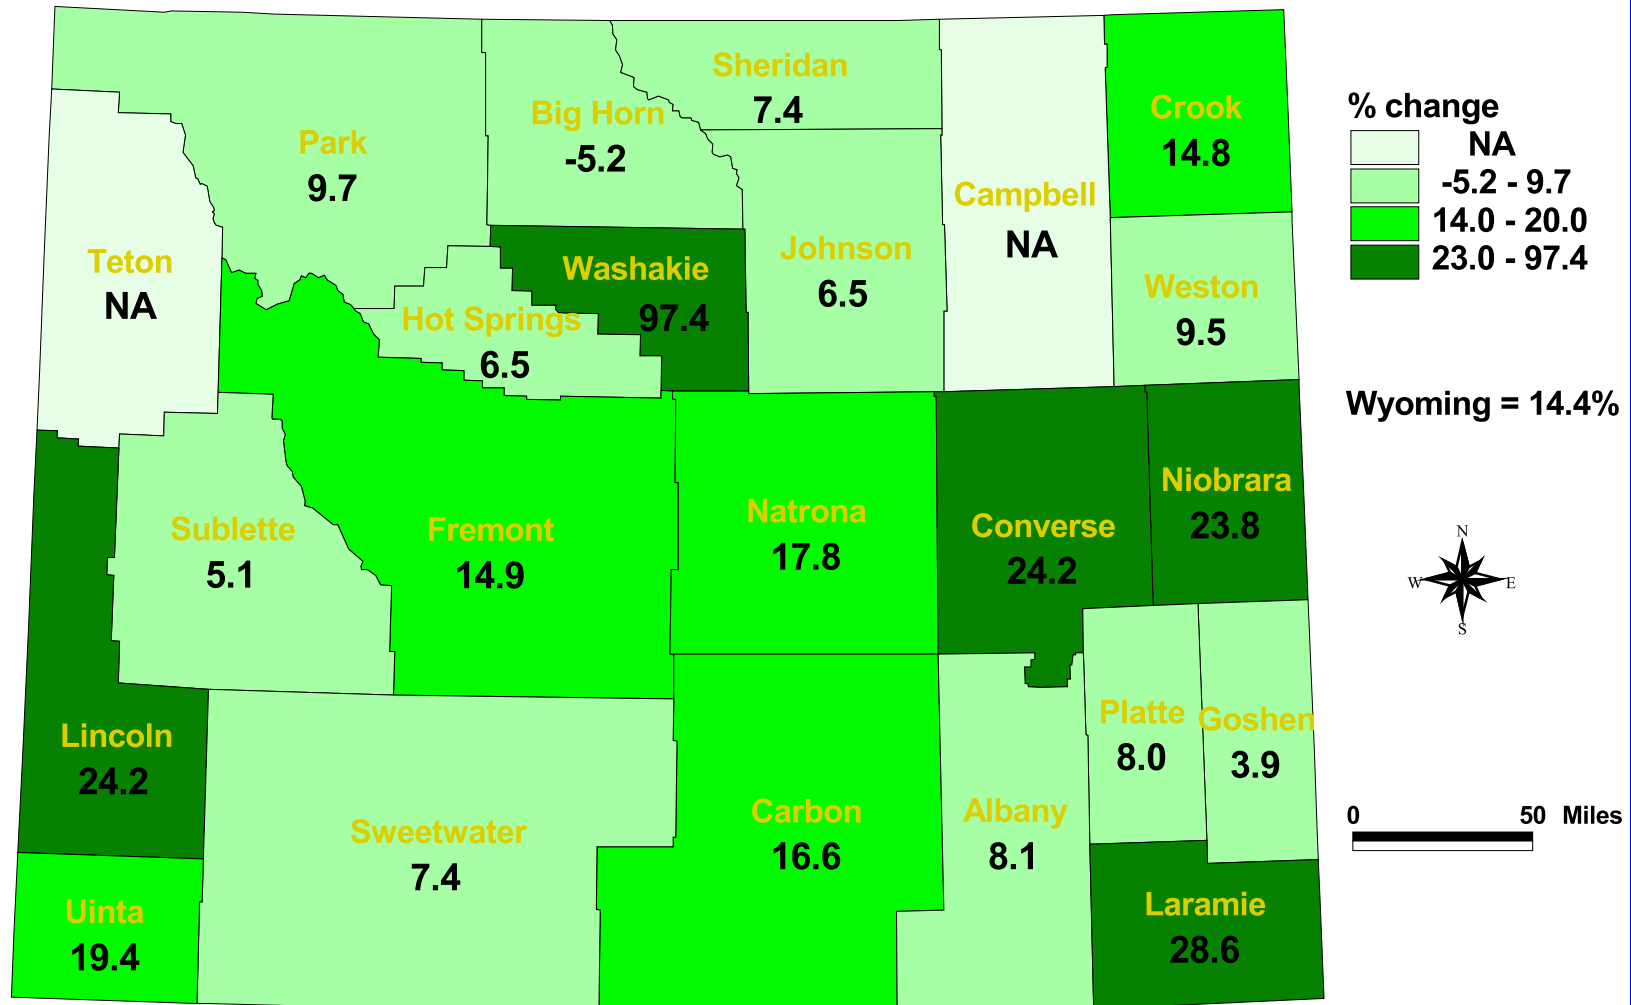 Sheridan
7.4
Big Horn
-5.2
Park
9.7
Crook
14.8
Campbell
NA
Teton
NA
Washakie
97.4
Johnson
6.5
Weston
9.5
Hot Springs
6.5
Sublette
5.1
Fremont
14.9
Natrona
17.8
Converse
24.2
Niobrara
23.8
Lincoln
24.2
Sweetwater
7.4
Carbon
16.6
Albany
8.1
Platte
8.0
Goshen
3.9
Uinta
19.4
Laramie
28.6
% change
NA
-5.2 - 9.7
14.0 - 20.0
23.0 - 97.4
Wyoming = 14.4%
N
W E
S
0 50 Miles